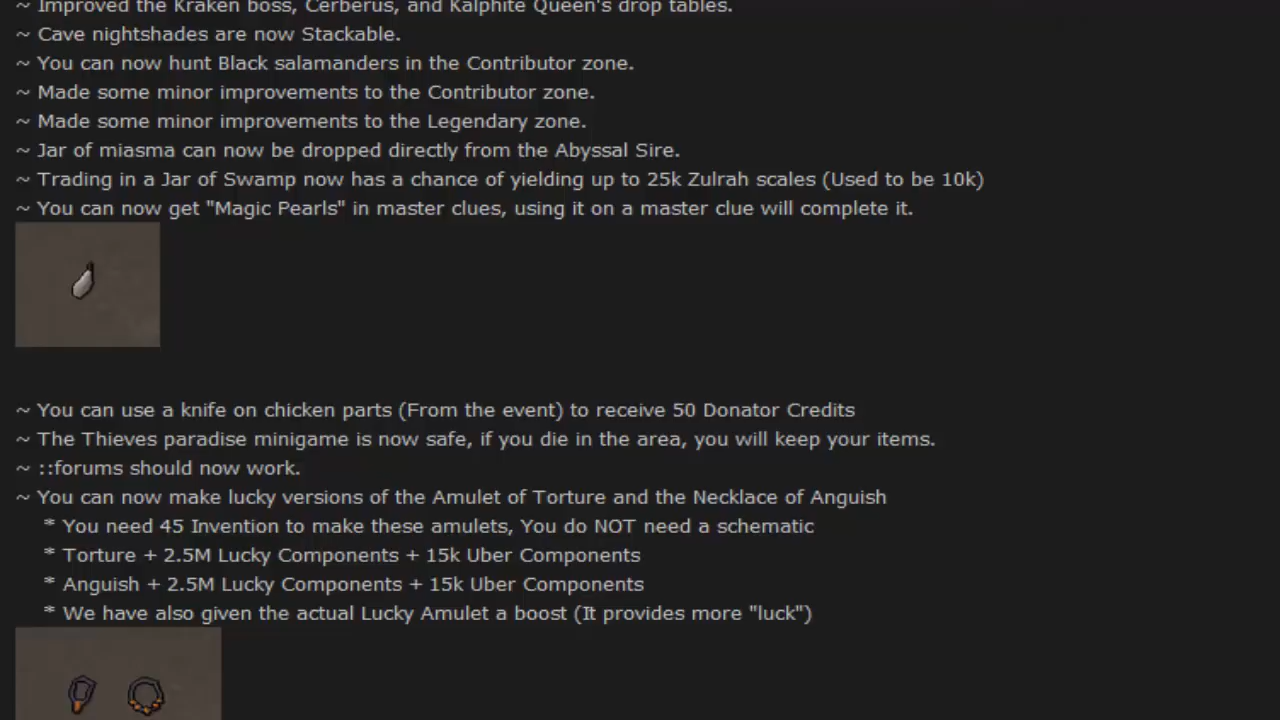 ~ Improved the Kraken boss, Cerberus, and Kalphite Queen's drop tables.
~ Cave nightshades are now Stackable.
~ You can now hunt Black salamanders in the Contributor zone.
~ Made some minor improvements to the Contributor zone.
~ Made some minor improvements to the Legendary zone.
~ Jar of miasma can now be dropped directly from the Abyssal Sire.
~ Trading in a Jar of Swamp now has a chance of yielding up to 25k Zulrah scales (Used to be 10k)
~ You can now get "Magic Pearls" in master clues, using it on a master clue will complete it.
~ You can use a knife on chicken parts (From the event) to receive 50 Donator Credits
~ The Thieves paradise minigame is now safe, if you die in the area, you will keep your items.
~ ::forums should now work.
~ You can now make lucky versions of the Amulet of Torture and the Necklace of Anguish
* You need 45 Invention to make these amulets, You do NOT need a schematic
* Torture + 2.5M Lucky Components + 15k Uber Components
* Anguish + 2.5M Lucky Components + 15k Uber Components
* We have also given the actual Lucky Amulet a boost (It provides more "luck")